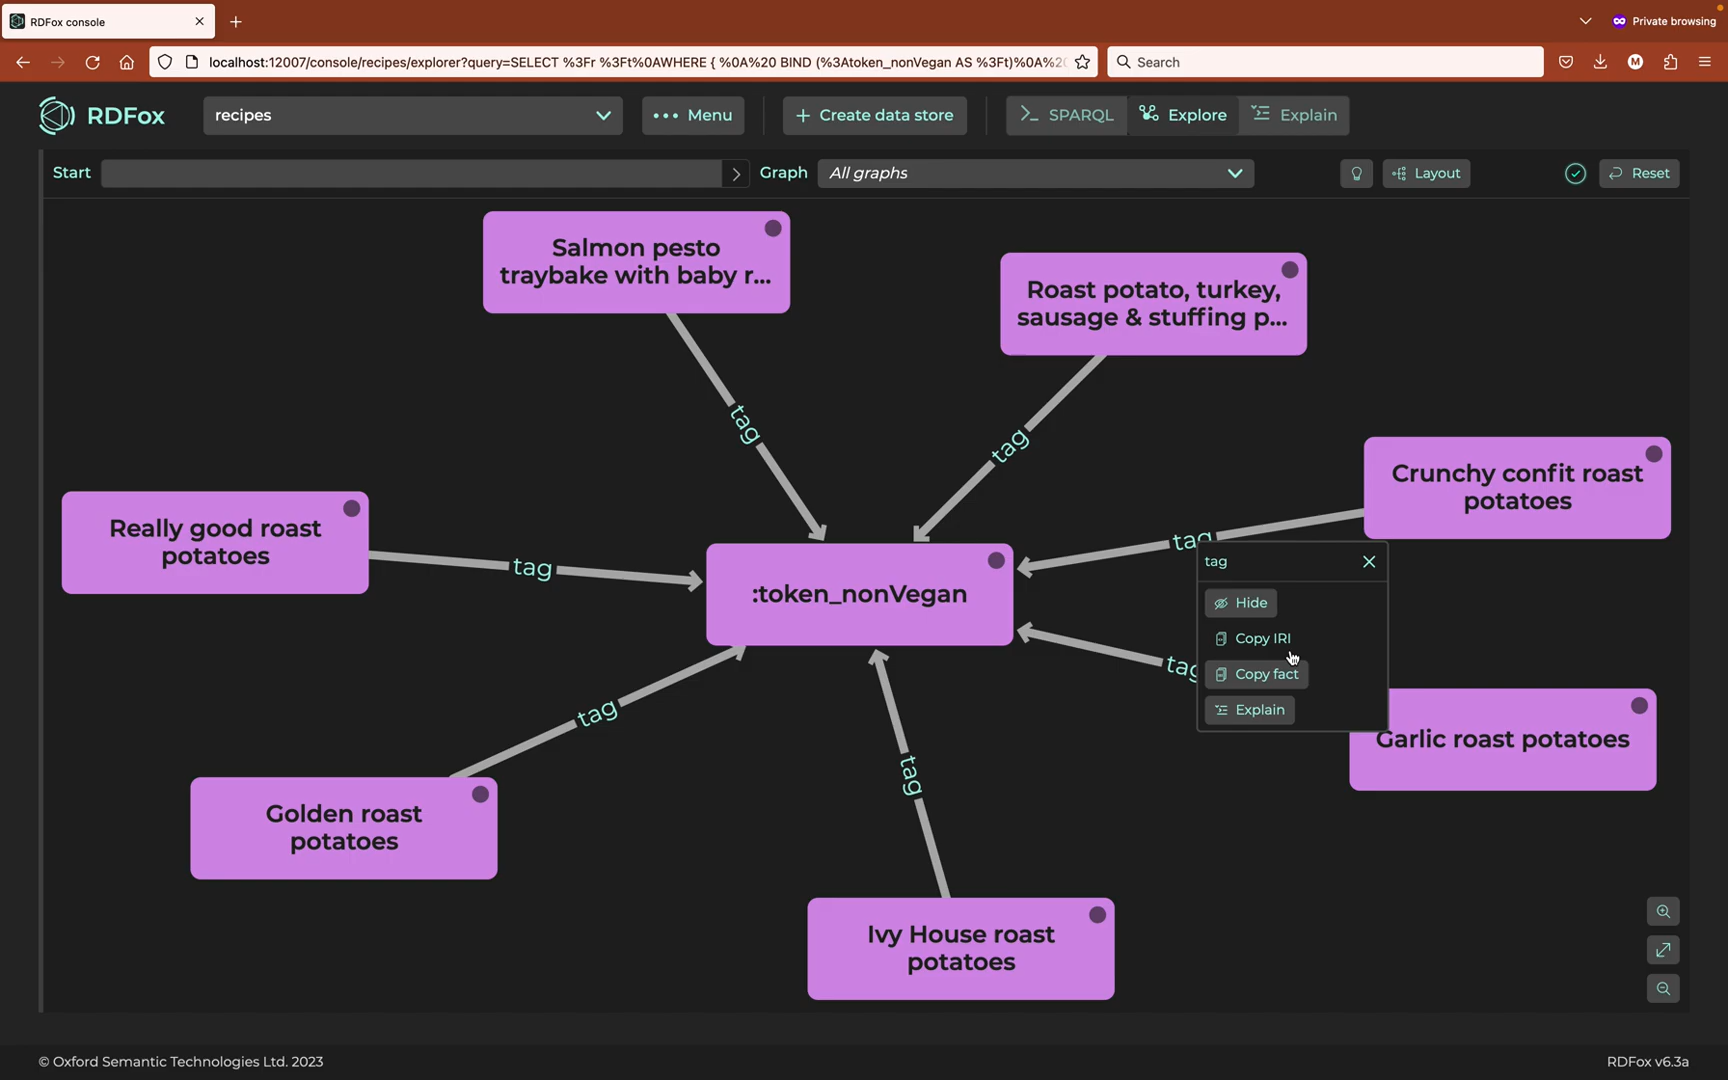 RDFox console
Private browsing
localhost:12007/console/recipes/explorer?query=SELECT %3Fr %3Ft%0AWHERE { %0A%20 BIND (%3Atoken_nonVegan AS %3Ft)%0A%20
Search
M
RDFox
recipes
Menu
+ Create data store
SPARQL
Explore
Explain
Start
Graph
All graphs
Layout
Reset
Salmon pesto
traybake with baby r...
Roast potato, turkey,
sausage & stuffing p...
Crunchy confit roast
potatoes
tag
tag
Really good roast
potatoes
tag
tag
:token_nonVegan
tag
Hide
Copy IRI
Copy fact
Explain
tag
Garlic roast potatoes
tag
tag
Golden roast
potatoes
Ivy House roast
potatoes
© Oxford Semantic Technologies Ltd. 2023
RDFox v6.3a